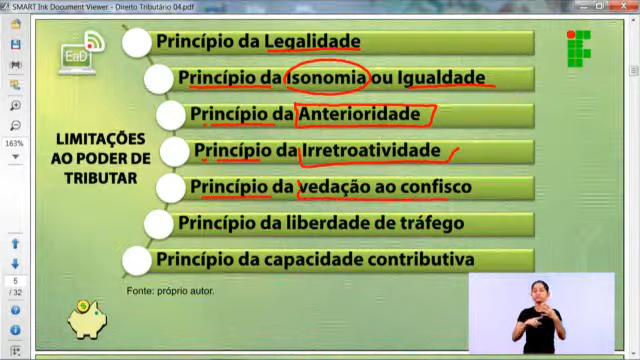 SMART Ink Document Viewer - Direito Tributário 04.pdf
EaD
Princípio da Legalidade
Princípio da Isonomia ou Igualdade
Princípio da Anterioridade
Princípio da Irretroatividade
Princípio da vedação ao confisco
Princípio da liberdade de tráfego
Princípio da capacidade contributiva
LIMITAÇÕES
AO PODER DE
TRIBUTAR
163%
5
/ 32
Fonte: próprio autor.